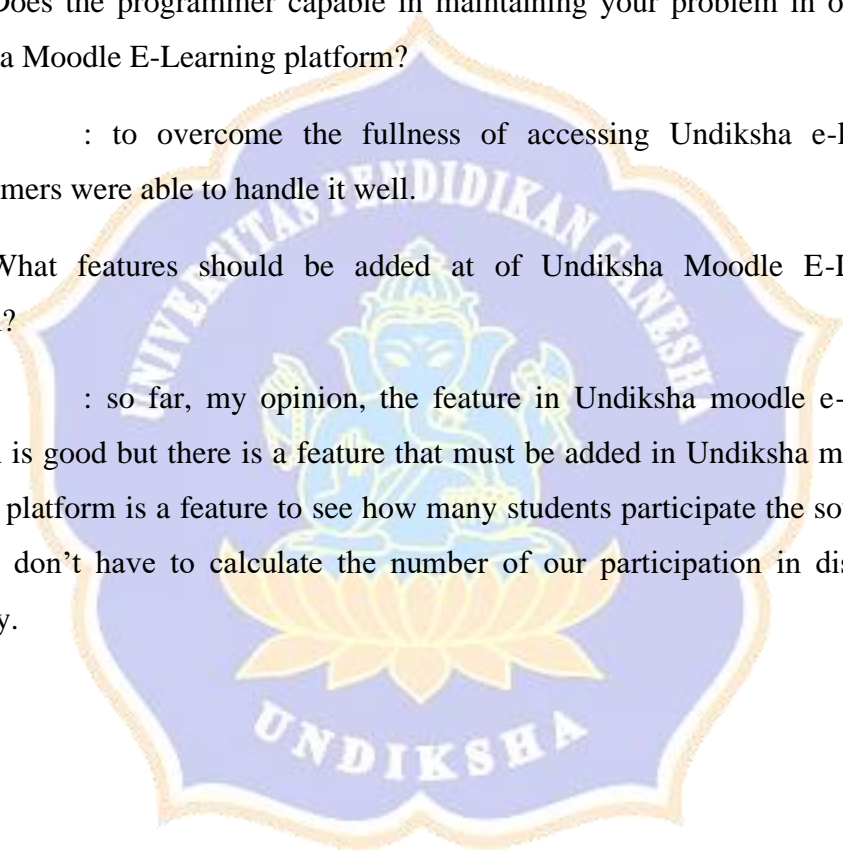 Does the programmer capable in maintaining your problem in o
a Moodle E-Learning platform?
: to overcome the fullness of accessing Undiksha e-l
mers were able to handle it well.
What features should be added at of Undiksha Moodle E-L
?
: so far, my opinion, the feature in Undiksha moodle e-
is good but there is a feature that must be added in Undiksha m
platform is a feature to see how many students participate the so
don't have to calculate the number of our participation in dis
y.
UNIVERSITAS PENDIDIKAN GANESHA
UNDIKSHA